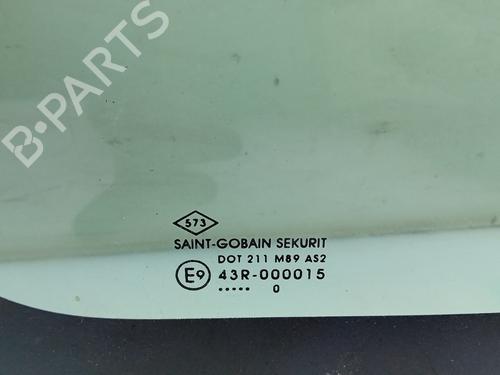 B-PARTS
573
SAINT-GOBAIN SEKURIT
DOT 211 M89 AS2
E9 43R-000015
..... 0